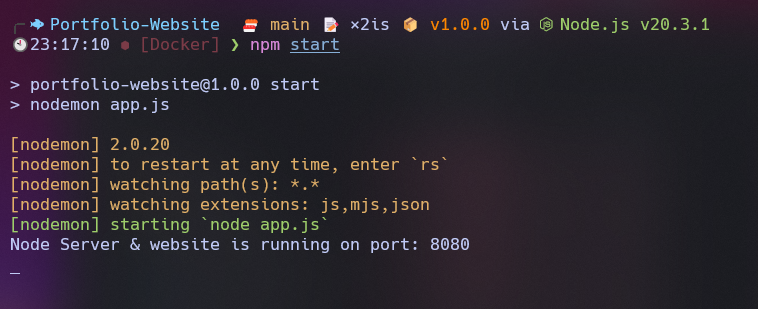 Portfolio-Website main ×2is v1.0.0 via Node.js v20.3.1
23:17:10 [Docker] ❯ npm start
> portfolio-website@1.0.0 start
> nodemon app.js
[nodemon] 2.0.20
[nodemon] to restart at any time, enter `rs`
[nodemon] watching path(s): *.*
[nodemon] watching extensions: js,mjs,json
[nodemon] starting `node app.js`
Node Server & website is running on port: 8080